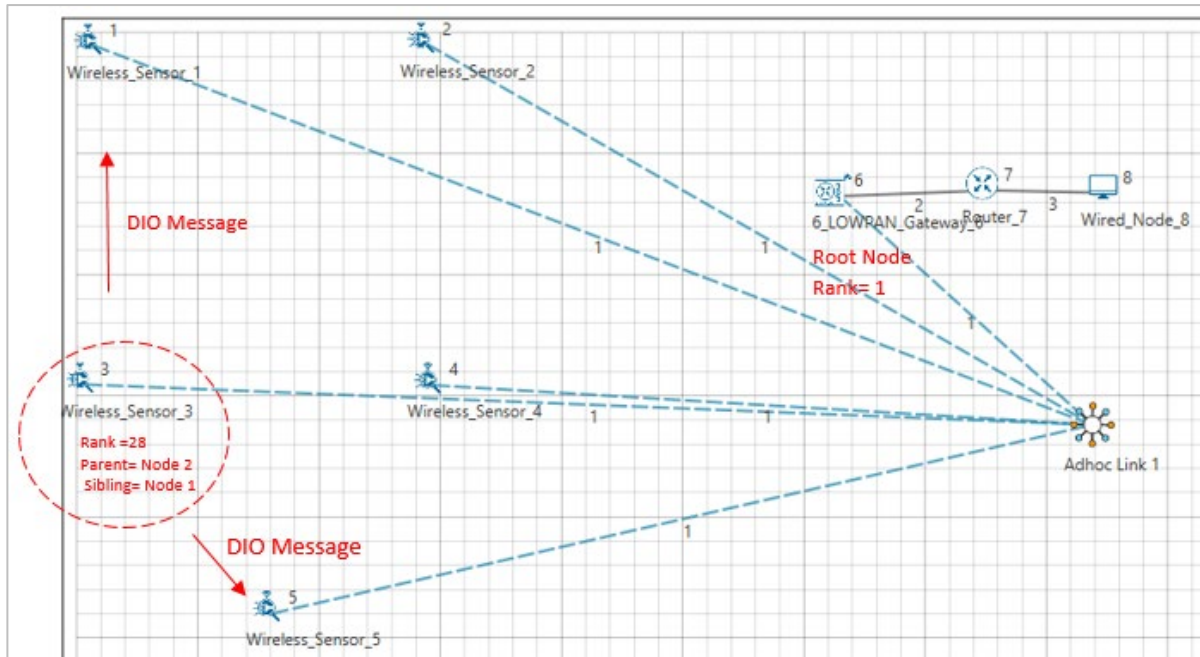 1
2
Wireless_Sensor_1
Wireless_Sensor_2
6
7
8
2
3
6_LOWPAN_Gateway_6
Router_7
Wired_Node_8
DIO Message
1
1
Root Node
Rank= 1
1
3
4
Wireless_Sensor_3
Wireless_Sensor_4
1
1
Rank =28
Parent= Node 2
Sibling= Node 1
Adhoc Link 1
1
DIO Message
5
Wireless_Sensor_5